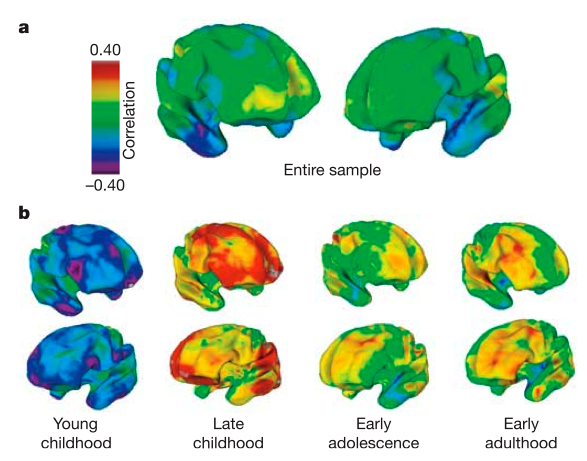 a
0.40
Correlation
–0.40
Entire sample
b
Young
childhood
Late
childhood
Early
adolescence
Early
adulthood